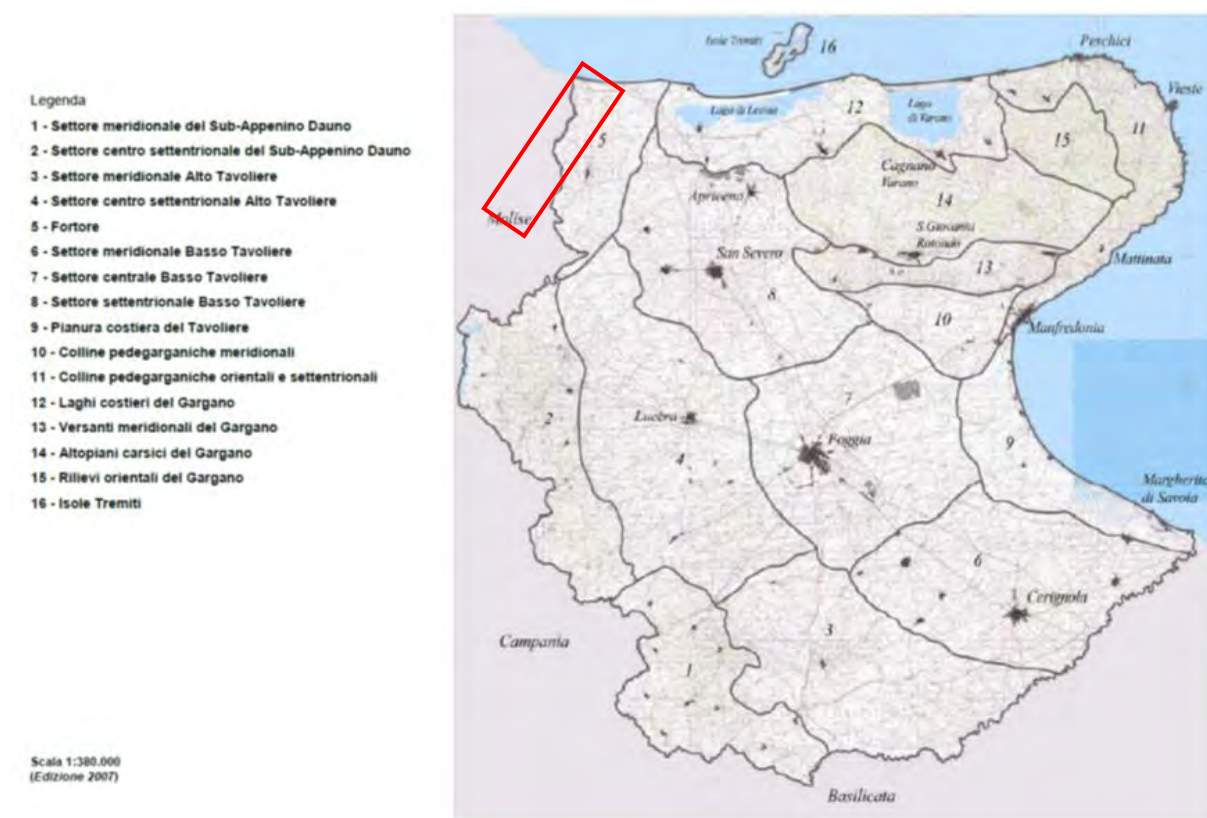 Legenda
1 - Settore meridionale del Sub-Appenino Dauno
2 - Settore centro settentrionale del Sub-Appenino Dauno
3 - Settore meridionale Alto Tavoliere
4 - Settore centro settentrionale Alto Tavoliere
5 - Fortore
6 - Settore meridionale Basso Tavoliere
7 - Settore centrale Basso Tavoliere
8 - Settore settentrionale Basso Tavoliere
9 - Pianura costiera del Tavoliere
10 - Colline pedegarganiche meridionali
11 - Colline pedegarganiche orientali e settentrionali
12 - Laghi costieri del Gargano
13 - Versanti meridionali del Gargano
14 - Altopiani carsici del Gargano
15 - Rilievi orientali del Gargano
16 - Isole Tremiti
Scala 1:380.000
(Edizione 2007)
Isole Tremiti
16
Peschici
Vieste
Lago di Lesina
12
Lago
di Varano
11
5
15
Cagnano
Varano
Apricena
14
Molise
S. Giovanni
Rotondo
San Severo
13
Mattinata
8
10
Manfredonia
7
2
Lucera
Foggia
9
4
Margherita
di Savoia
6
Cerignola
3
Campania
1
Basilicata